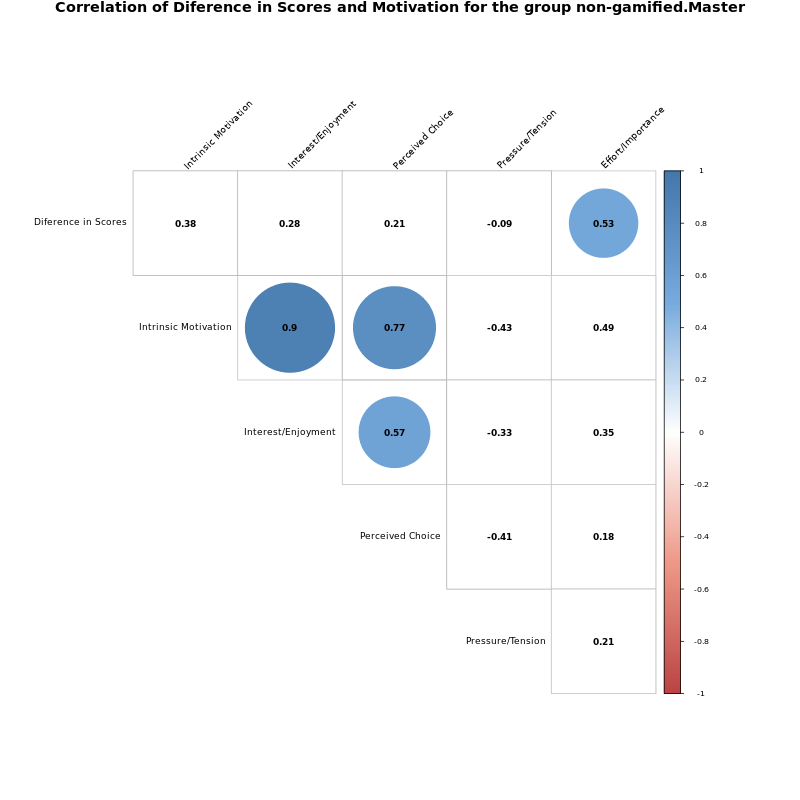 Correlation of Diference in Scores and Motivation for the group non-gamified.Master
Intrinsic Motivation
Interest/Enjoyment
Perceived Choice
Pressure/Tension
Effort/Importance
Diference in Scores 0.38 0.28 0.21 -0.09 0.53
Intrinsic Motivation 0.9 0.77 -0.43 0.49
Interest/Enjoyment 0.57 -0.33 0.35
Perceived Choice -0.41 0.18
Pressure/Tension 0.21
1
0.8
0.6
0.4
0.2
0
-0.2
-0.4
-0.6
-0.8
-1